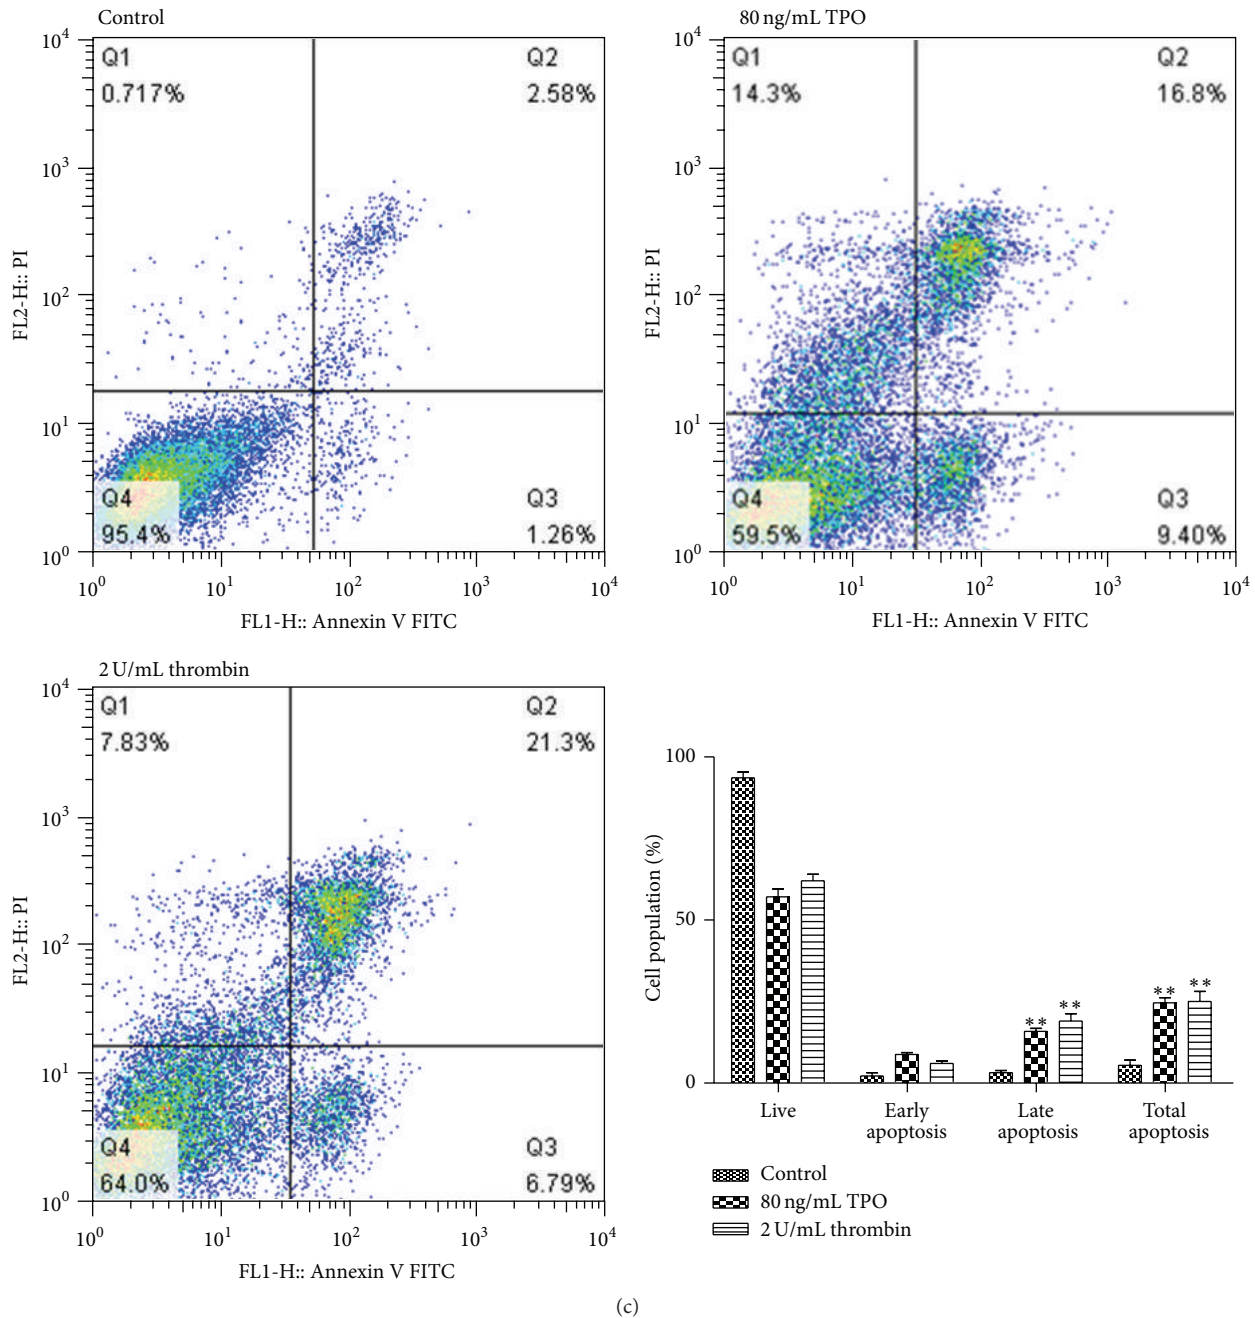 Control
Q1
0.717%
Q2
2.58%
Q4
95.4%
Q3
1.26%
10^4
10^3
10^2
10^1
10^0
10^0 10^1 10^2 10^3 10^4
FL2-H:: PI
FL1-H:: Annexin V FITC
80 ng/mL TPO
Q1
14.3%
Q2
16.8%
Q4
59.5%
Q3
9.40%
10^4
10^3
10^2
10^1
10^0
10^0 10^1 10^2 10^3 10^4
FL2-H:: PI
FL1-H:: Annexin V FITC
2 U/mL thrombin
Q1
7.83%
Q2
21.3%
Q4
64.0%
Q3
6.79%
10^4
10^3
10^2
10^1
10^0
10^0 10^1 10^2 10^3 10^4
FL2-H:: PI
FL1-H:: Annexin V FITC
100
50
0
Cell population (%)
** ** ** **
Live
Early
apoptosis
Late
apoptosis
Total
apoptosis
Control
80 ng/mL TPO
2 U/mL thrombin
(c)